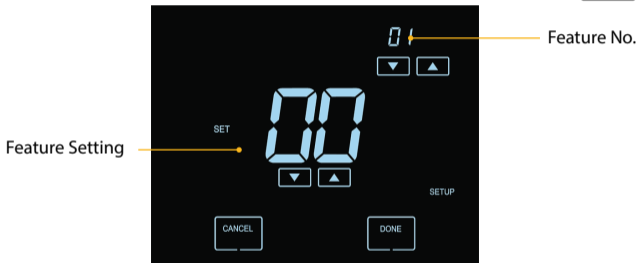 01
Feature No.
00
SET
Feature Setting
SETUP
CANCEL
DONE